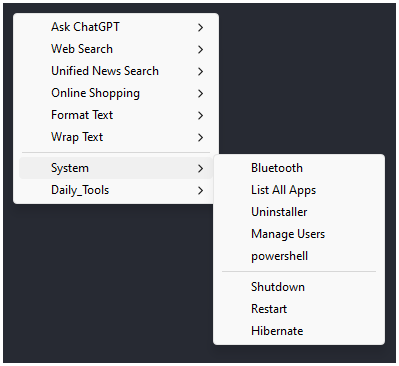 Ask ChatGPT
Web Search
Unified News Search
Online Shopping
Format Text
Wrap Text
System
Daily_Tools
Bluetooth
List All Apps
Uninstaller
Manage Users
powershell
Shutdown
Restart
Hibernate